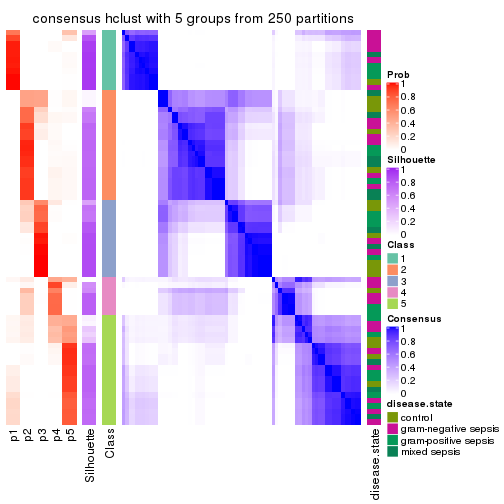 consensus hclust with 5 groups from 250 partitions
Prob
1
0.8
0.6
0.4
0.2
0
Silhouette
1
0.8
0.6
0.4
0.2
0
Class
1
2
3
4
5
Consensus
1
0.8
0.6
0.4
0.2
0
disease.state
control
gram-negative sepsis
gram-positive sepsis
mixed sepsis
p1
p2
p3
p4
p5
Silhouette
Class
disease.state